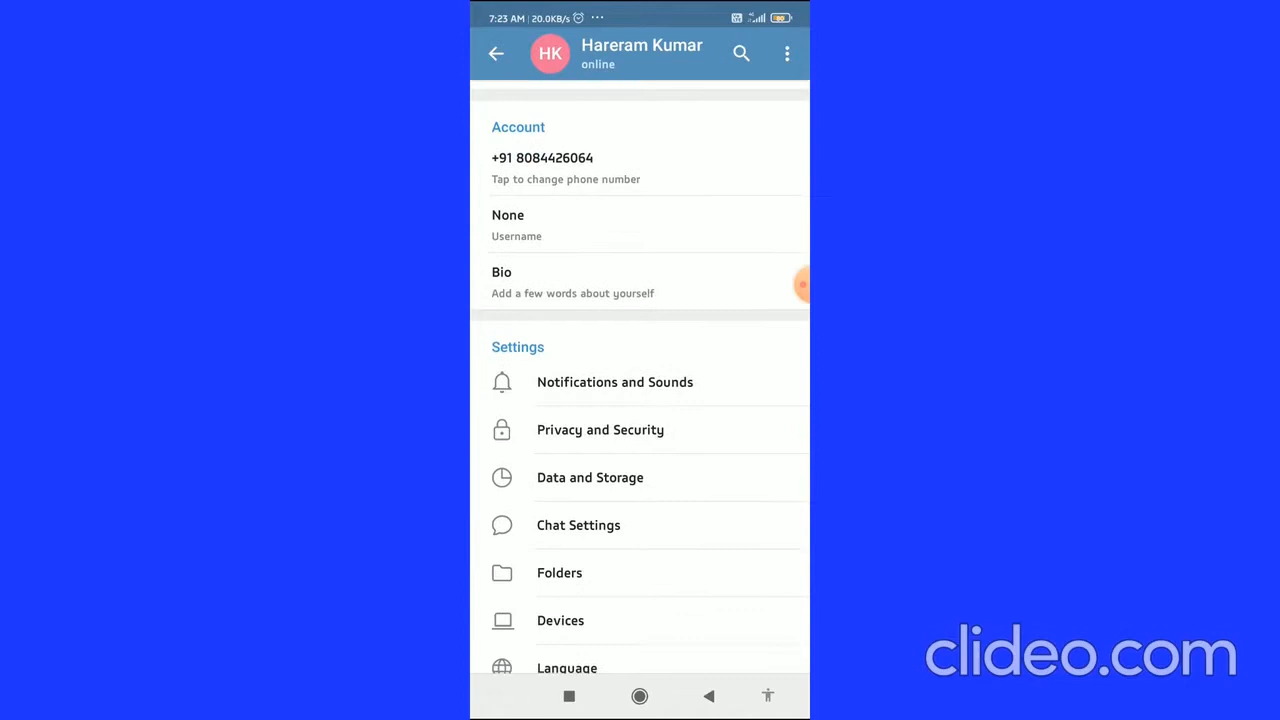 7:23 AM | 20.0KB/s ...
HK
Hareram Kumar
online
Account
+91 8084426064
Tap to change phone number
None
Username
Bio
Add a few words about yourself
Settings
Notifications and Sounds
Privacy and Security
Data and Storage
Chat Settings
Folders
Devices
Language
clideo.com